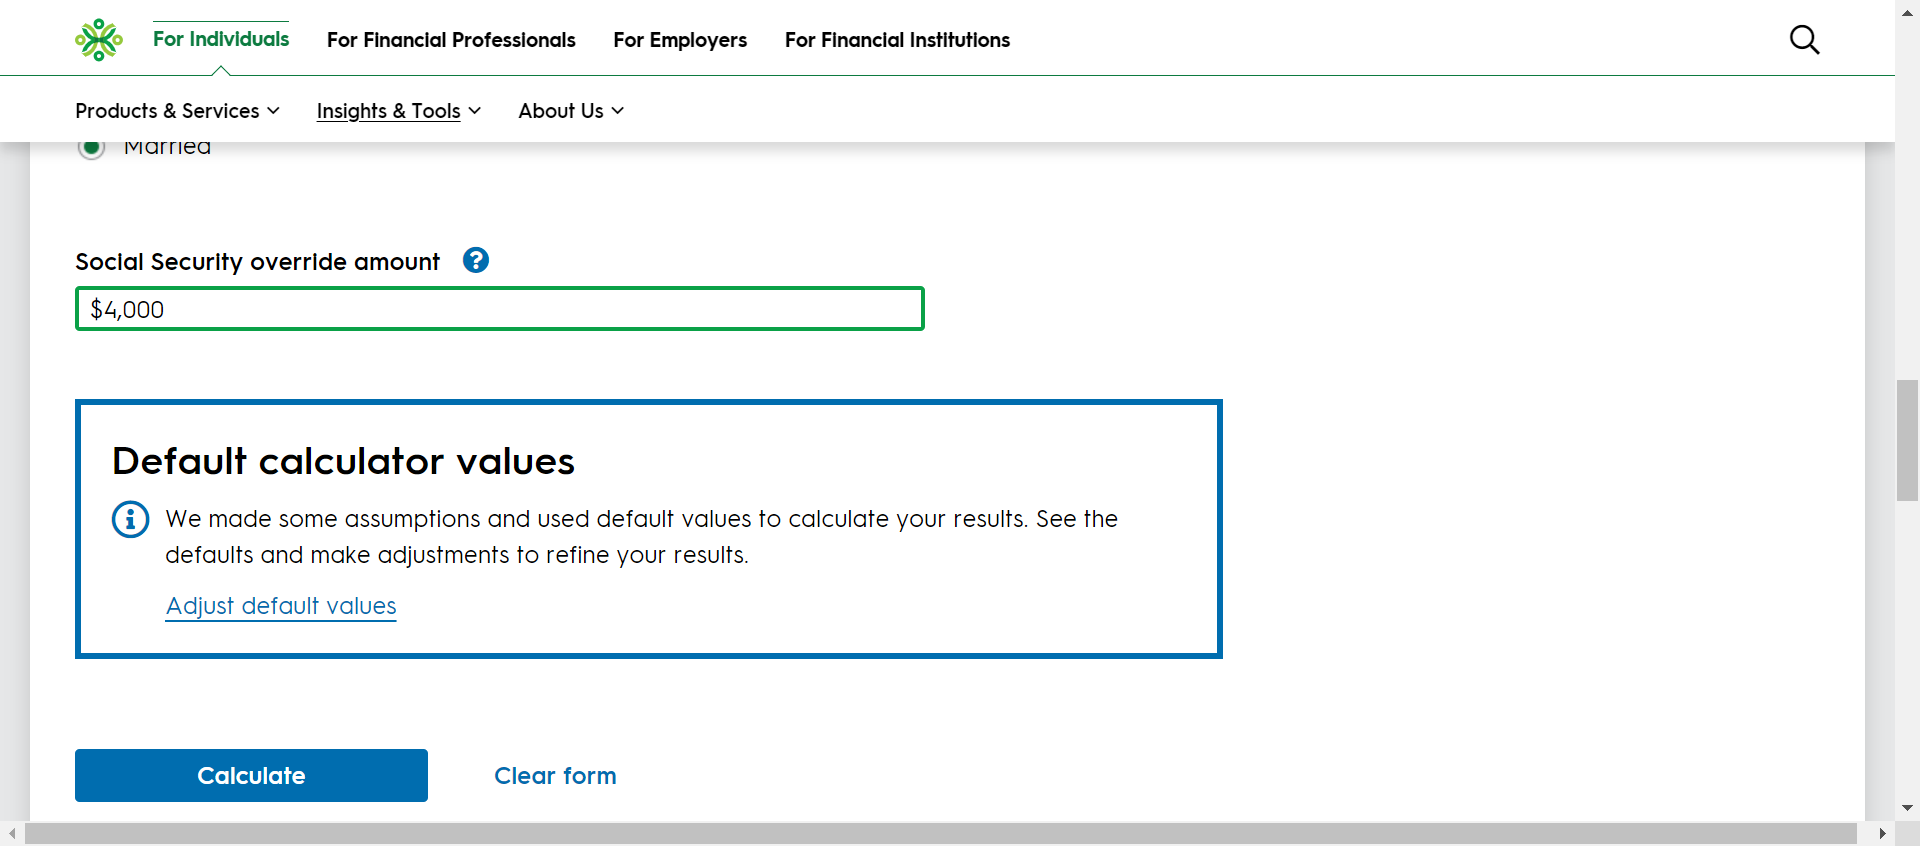 For Individuals
For Financial Professionals
For Employers
For Financial Institutions
Products & Services
Insights & Tools
About Us
Married
Social Security override amount
$4,000
Default calculator values
We made some assumptions and used default values to calculate your results. See the
defaults and make adjustments to refine your results.
Adjust default values
Calculate
Clear form